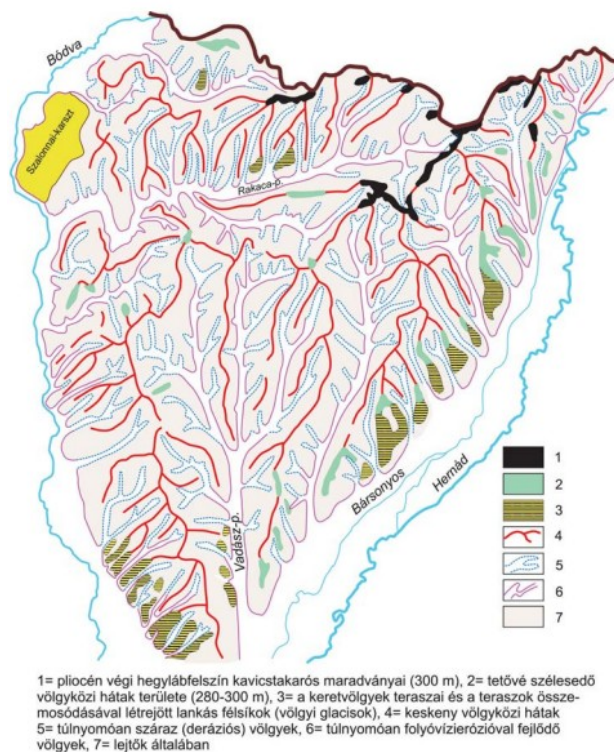 Bódva
Szalonnai-karszt
Rakaca-p.
Vadász-p.
Bársonyos
Hernád
1
2
3
4
5
6
7
1= pliocén végi hegylábfelszín kavicstakarós maradványai (300 m), 2= tetővé szélesedő
völgyközi hátak területe (280-300 m), 3= a keretvölgyek teraszai és a teraszok össze-
mosódásával létrejött lankás félsíkok (völgyi glacisok), 4= keskeny völgyközi hátak
5= túlnyomóan száraz (deráziós) völgyek, 6= túlnyomóan folyóvízierózióval fejlődő
völgyek, 7= lejtők általában